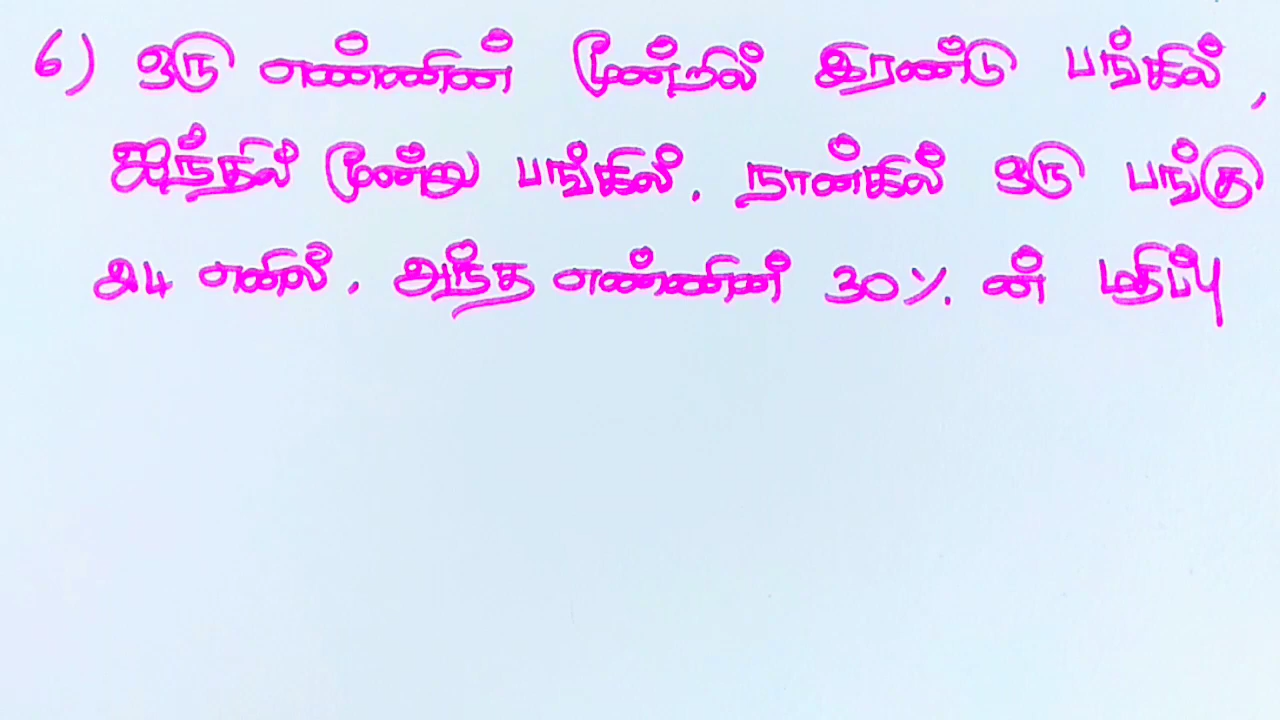 6) ஒரு எண்ணின் மூன்றில் இரண்டு பங்கில்,
ஐந்தில் மூன்று பங்கில், நான்கில் ஒரு பங்கு
24 எனில், அந்த எண்ணின் 30% ன் மதிப்பு